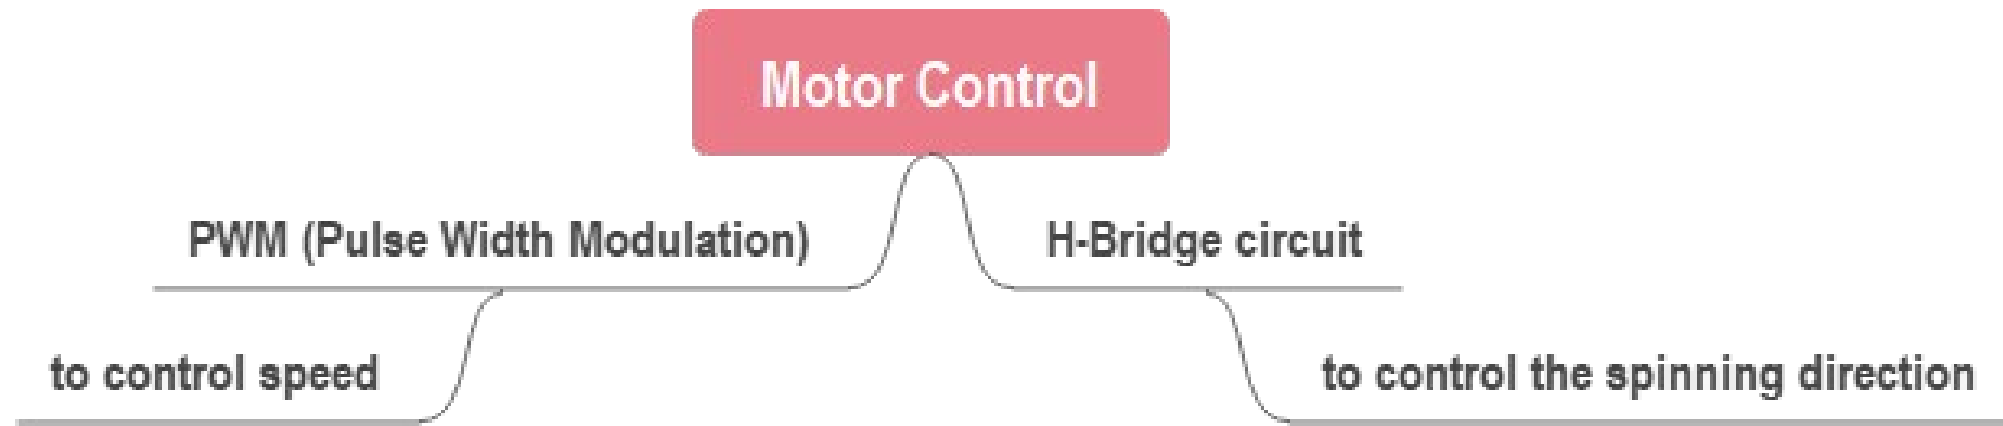 Motor Control
PWM (Pulse Width Modulation)
H-Bridge circuit
to control speed
to control the spinning direction